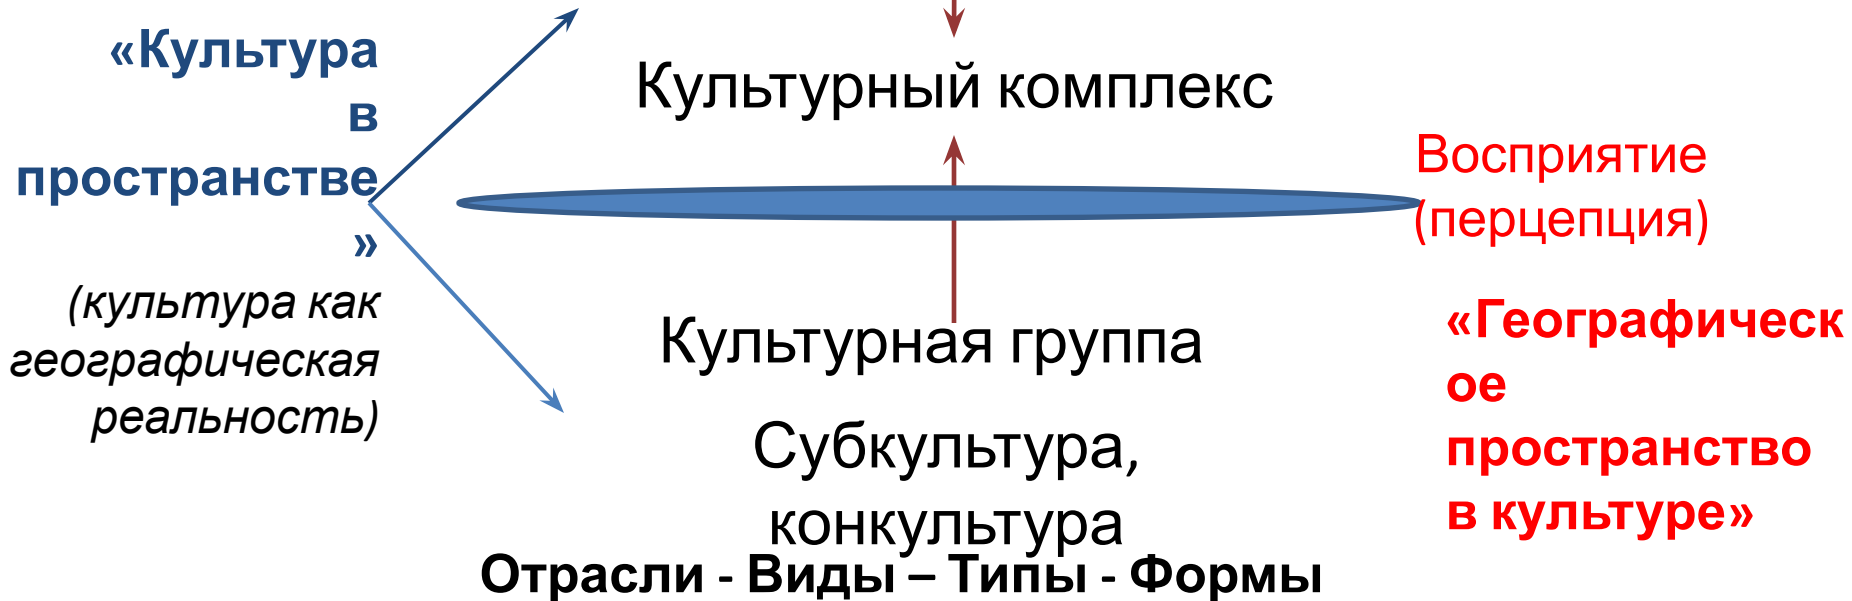 «Культура
в
пространстве
»
(культура как
географическая
реальность)
Культурный комплекс
Культурная группа
Субкультура,
конкультура
Отрасли - Виды – Типы - Формы
Восприятие
(перцепция)
«Географическ
ое
пространство
в культуре»